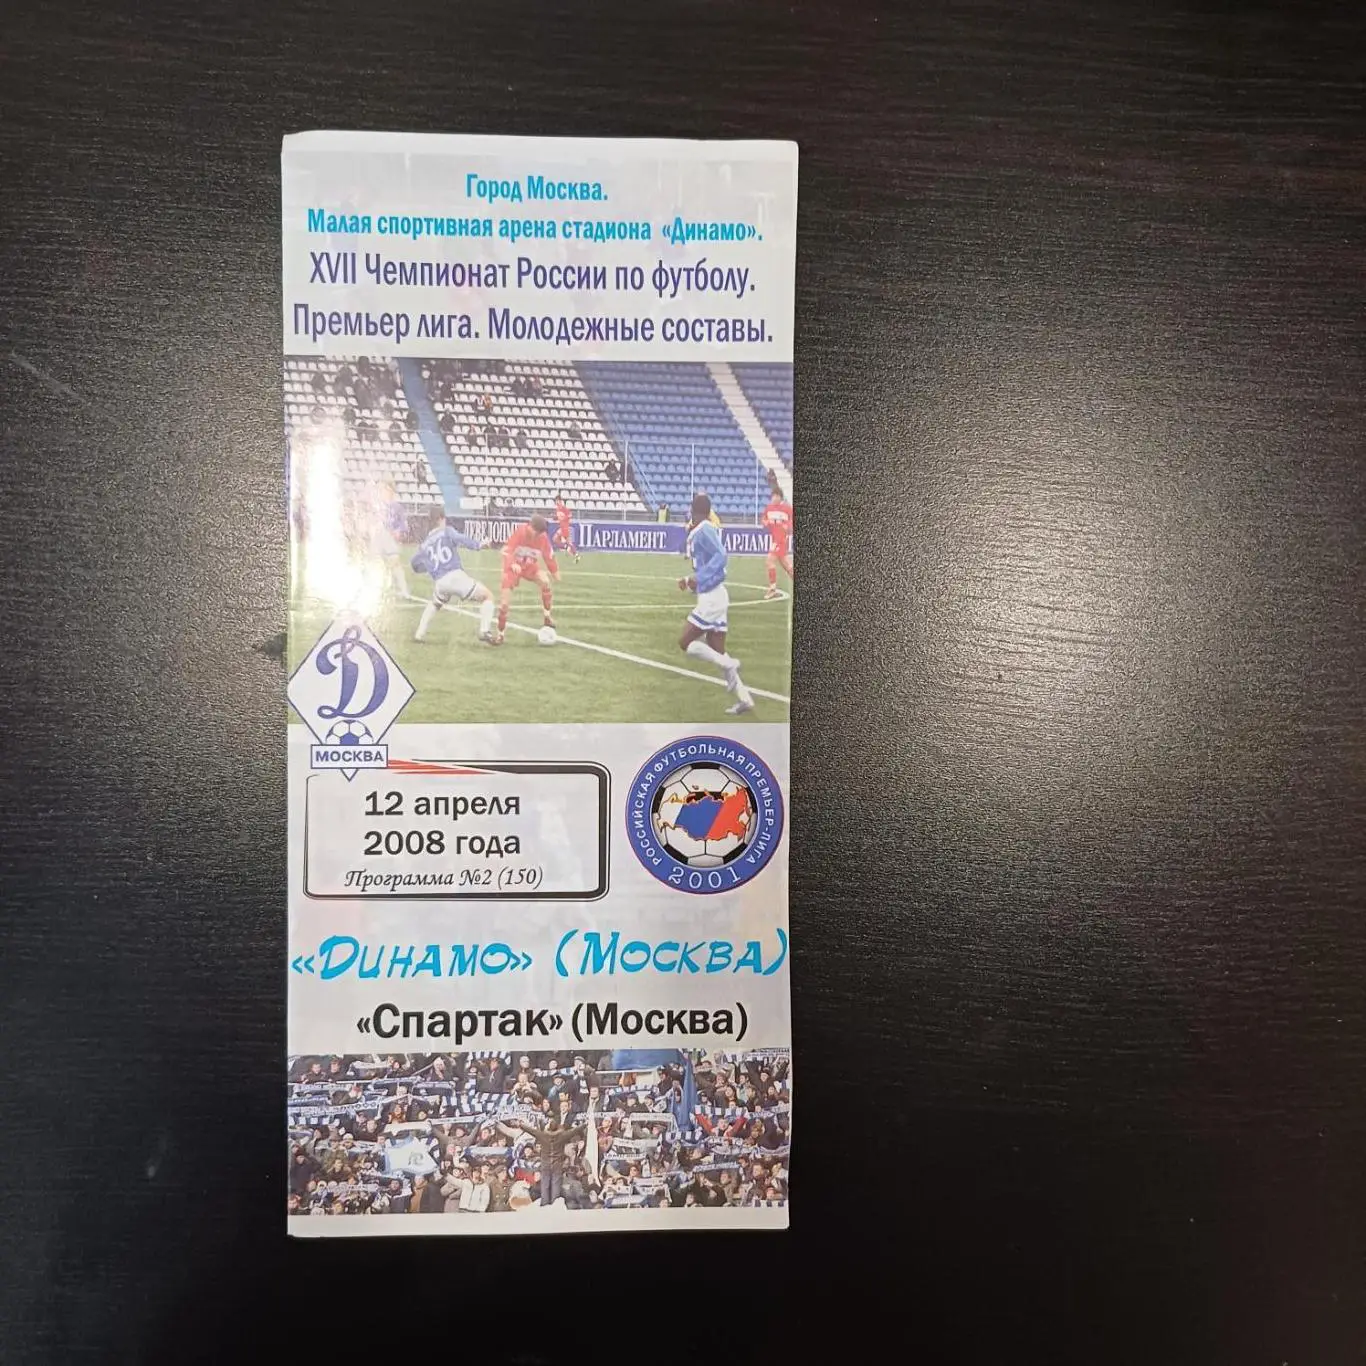 Город Москва.
Малая спортивная арена стадиона «Динамо».
XVII Чемпионат России по футболу.
Премьер лига. Молодежные составы.
ПАРЛАМЕНТ
36
Д
МОСКВА
12 апреля
2008 года
Программа №2 (150)
РОССИЙСКАЯ ФУТБОЛЬНАЯ ПРЕМЬЕР-ЛИГА
2001
«Динамо» (Москва)
«Спартак» (Москва)